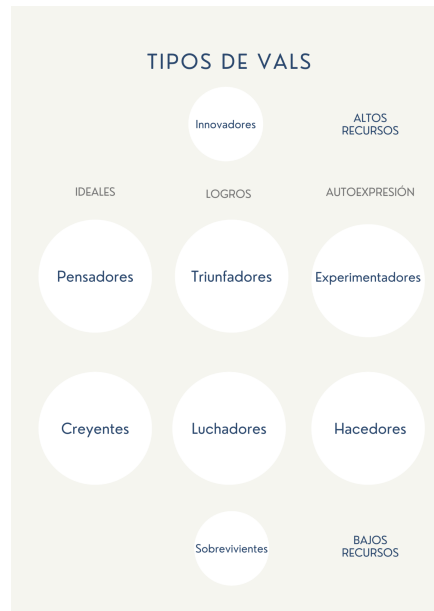 TIPOS DE VALS
Innovadores
ALTOS
RECURSOS
IDEALES
LOGROS
AUTOEXPRESIÓN
Pensadores
Triunfadores
Experimentadores
Creyentes
Luchadores
Hacedores
Sobrevivientes
BAJOS
RECURSOS